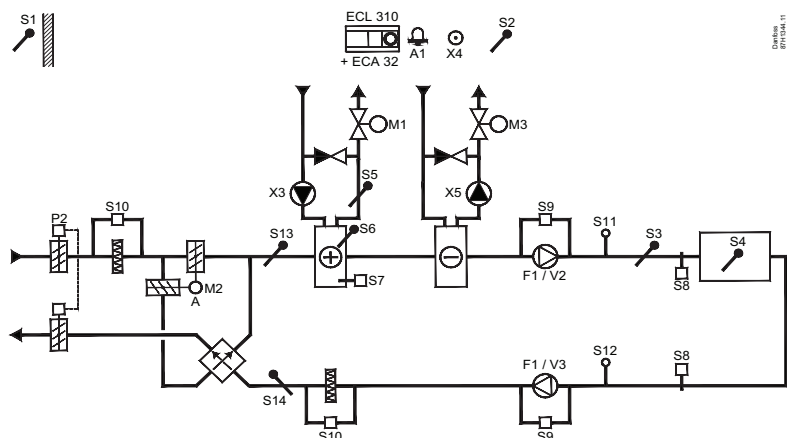 S1
ECL 310
+ ECA 32
A1
X4
S2
Danfoss
87H1344.11
M1
M3
X3
S5
X5
P2
S10
S13
S6
S9
S11
S3
S4
M2
A
S7
F1 / V2
S8
F1 / V3
S12
S8
S14
S10
S9